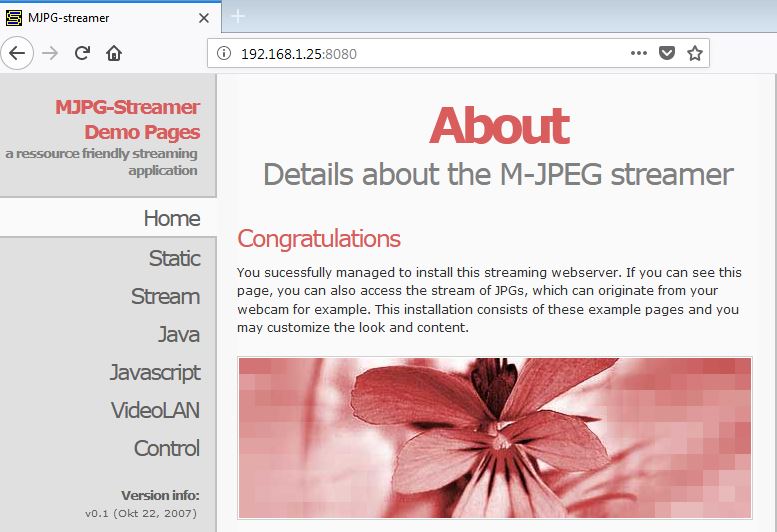 MJPG-streamer
192.168.1.25:8080
MJPG-Streamer
Demo Pages
a ressource friendly streaming
application
Home
Static
Stream
Java
Javascript
VideoLAN
Control
Version info:
v0.1 (Okt 22, 2007)
About
Details about the M-JPEG streamer
Congratulations
You sucessfully managed to install this streaming webserver. If you can see this
page, you can also access the stream of JPGs, which can originate from your
webcam for example. This installation consists of these example pages and you
may customize the look and content.